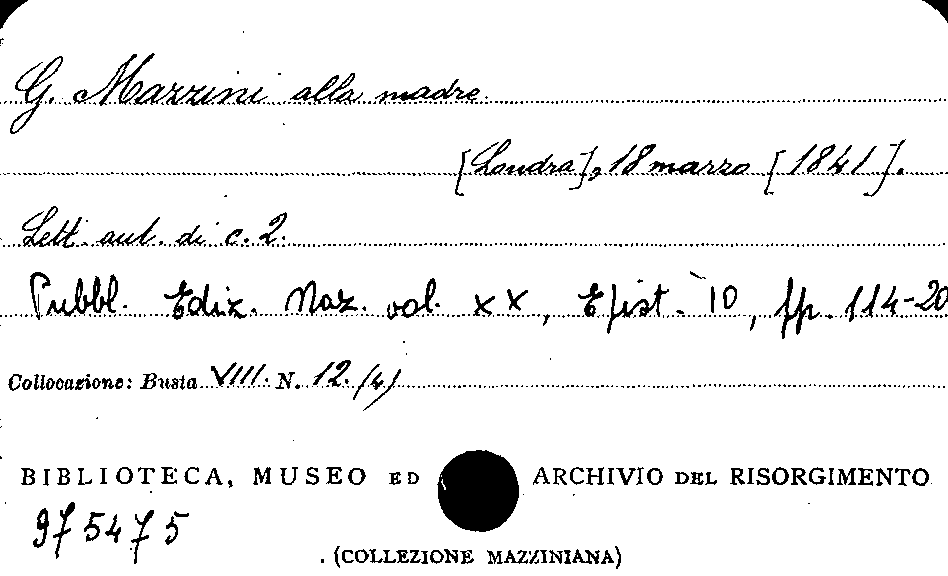 G. Mazzini alla madre
[Londra], 18 marzo [1841].
Lett. aut. di c. 2.
Pubbl. Ediz. Naz. vol. XX, Epist. 10, pp. 114-20
Collocazione: Busta VIII. N. 12. (4)
BIBLIOTECA, MUSEO ED ARCHIVIO DEL RISORGIMENTO
975475
(COLLEZIONE MAZZINIANA)